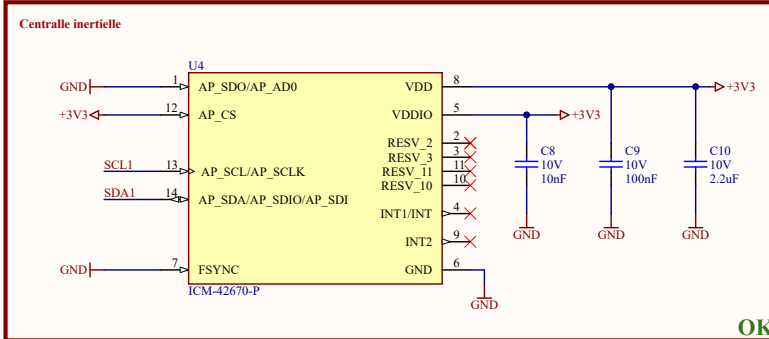 Centralle inertielle
U4
GND 1 AP_SDO/AP_AD0 VDD 8 +3V3
+3V3 12 AP_CS VDDIO 5 +3V3
RESV_2 2
RESV_3 3
SCL1 13 AP_SCL/AP_SCLK RESV_11 11
RESV_10 10
SDA1 14 AP_SDA/AP_SDIO/AP_SDI
INT1/INT 4
INT2 9
GND 7 FSYNC GND 6
ICM-42670-P
C8
10V
10nF
C9
10V
100nF
C10
10V
2.2uF
GND
GND
GND
GND
OK